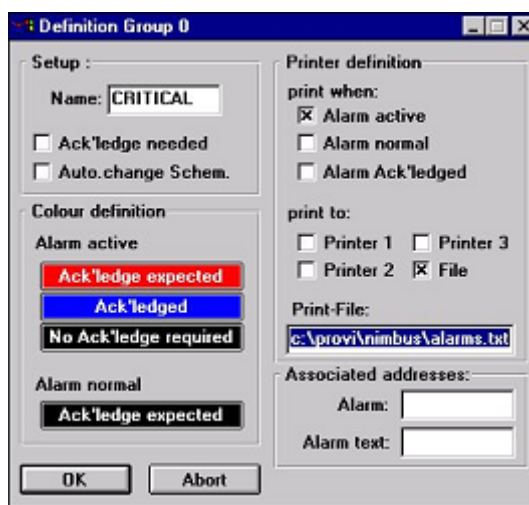 Definition Group 0
Setup :
Name: CRITICAL
Ack'ledge needed
Auto.change Schem.
Colour definition
Alarm active
Ack'ledge expected
Ack'ledged
No Ack'ledge required
Alarm normal
Ack'ledge expected
OK Abort
Printer definition
print when:
Alarm active
Alarm normal
Alarm Ack'ledged
print to:
Printer 1 Printer 3
Printer 2 File
Print-File:
c:\provi\nimbus\alarms.txt
Associated addresses:
Alarm:
Alarm text: